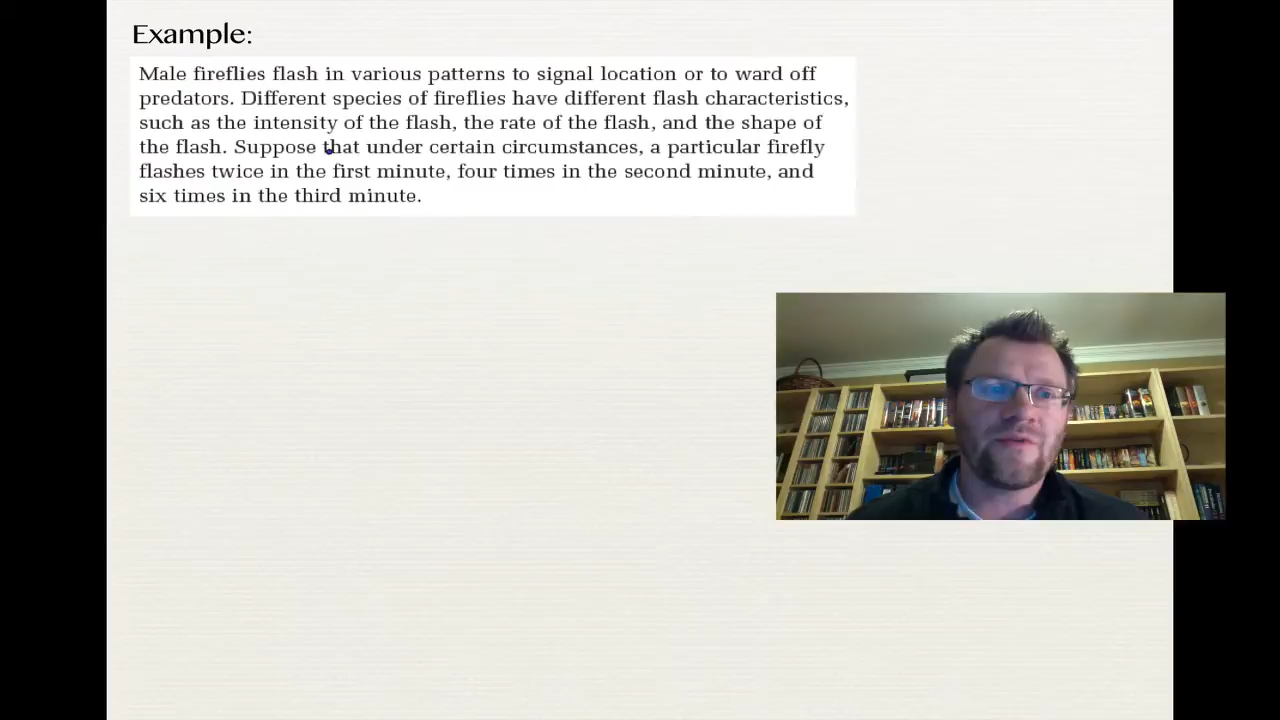 Example:
Male fireflies flash in various patterns to signal location or to ward off
predators. Different species of fireflies have different flash characteristics,
such as the intensity of the flash, the rate of the flash, and the shape of
the flash. Suppose that under certain circumstances, a particular firefly
flashes twice in the first minute, four times in the second minute, and
six times in the third minute.